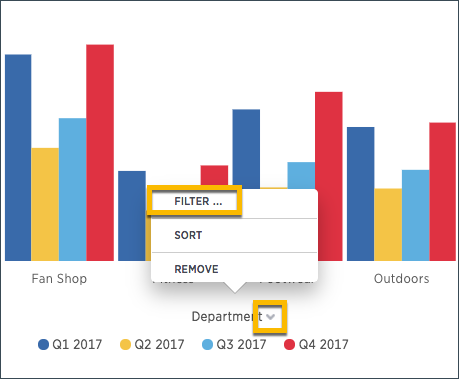 FILTER ...
SORT
REMOVE
Fan Shop
Outdoors
Department
Q1 2017 Q2 2017 Q3 2017 Q4 2017